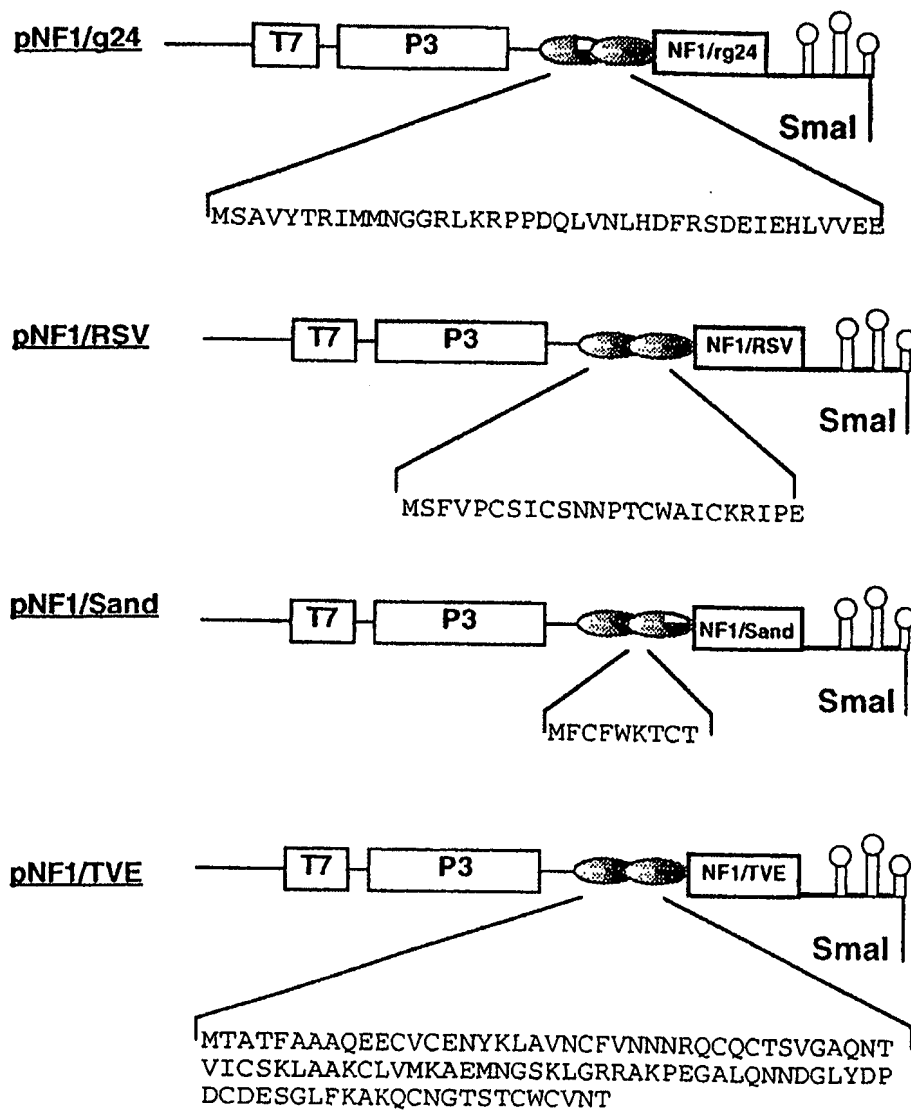 pNF1/g24
T7
P3
NF1/rg24
SmaI
MSAVYTRIMMNGGRLKRPPDQLVNLHDFRSDEIEHLVVEE
pNF1/RSV
T7
P3
NF1/RSV
SmaI
MSFVPCSICSNNPTCWAICKRIPE
pNF1/Sand
T7
P3
NF1/Sand
SmaI
MFCFWKTCT
pNF1/TVE
T7
P3
NF1/TVE
SmaI
MTATFAAAQEECVCENYKLAVNCFVNNNRQCQCTSVGAQNT
VICSKLAAKCLVMKAEMNGSKLGRRAKPEGALQNNDGLYDP
DCDESGLFKAKQCNGTSTCWCVNT